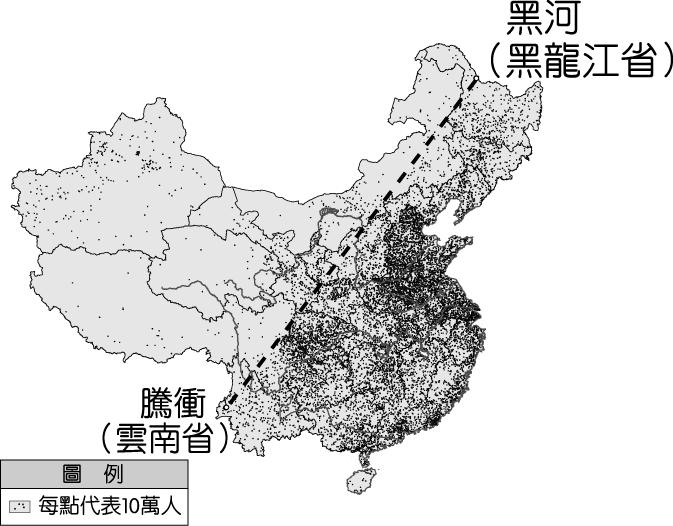 黑河
（黑龍江省）
騰衝
（雲南省）
圖 例
每點代表10萬人